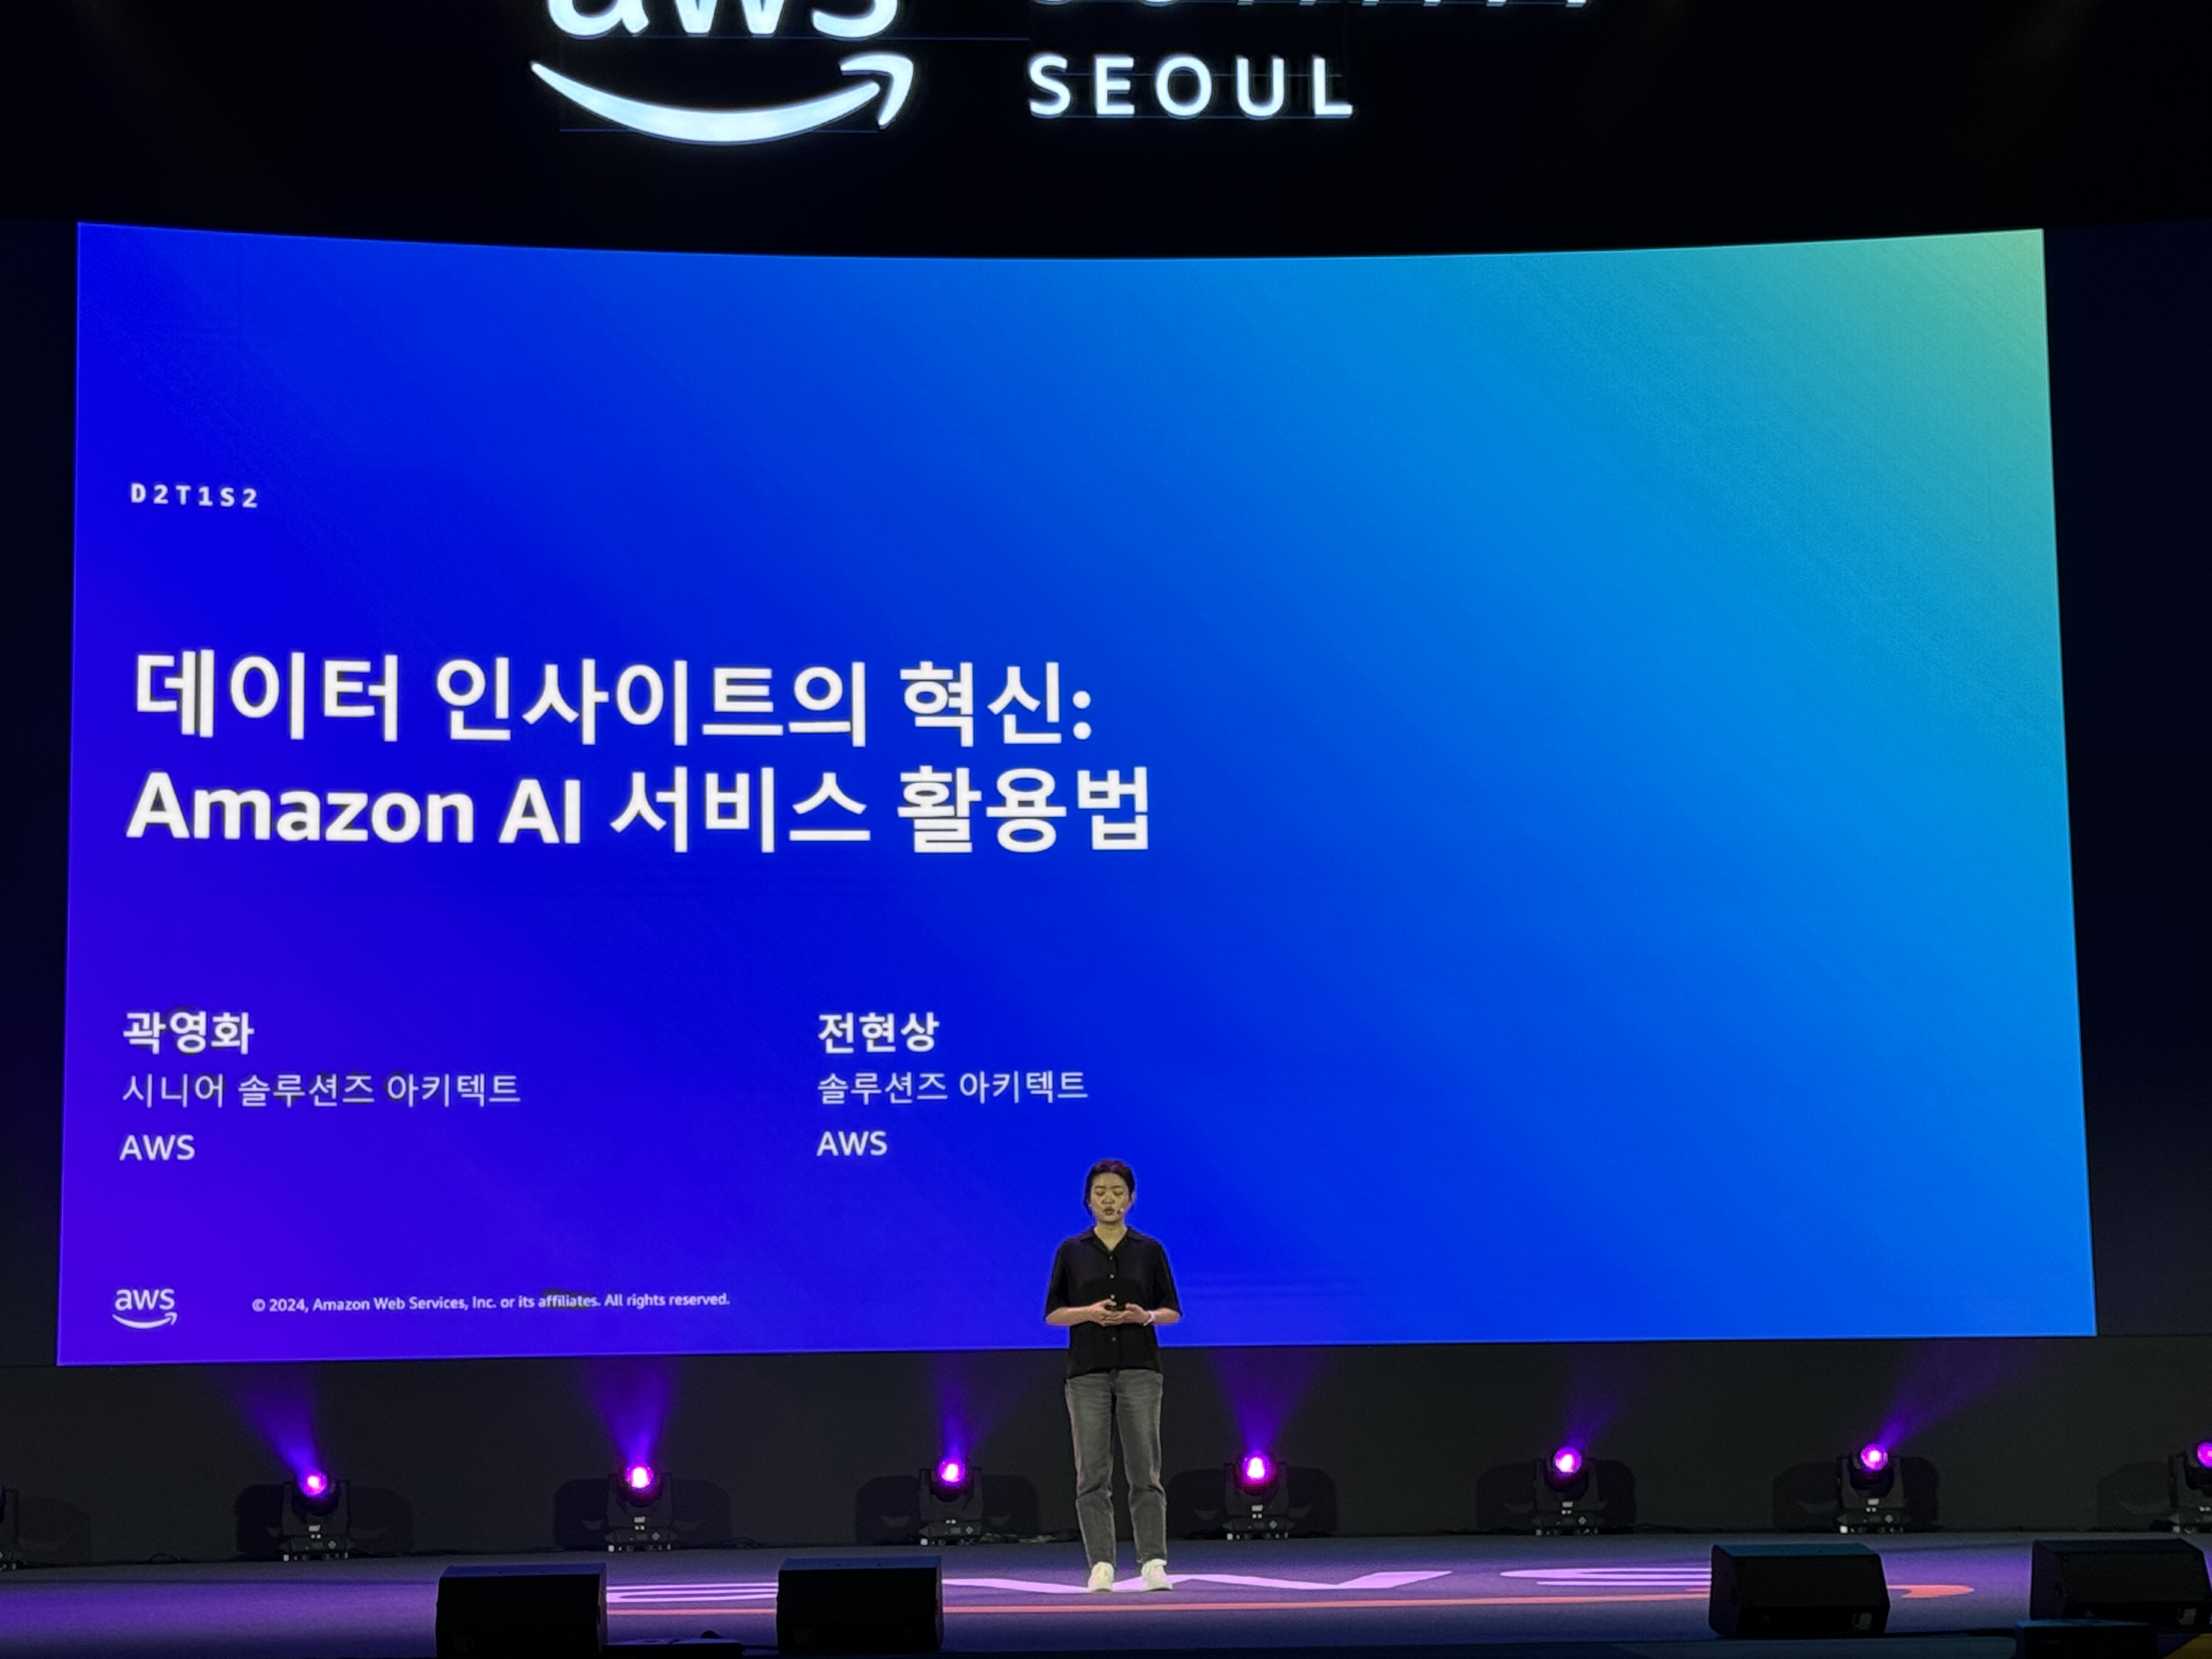 aws
SEOUL
D2T1S2
데이터 인사이트의 혁신:
Amazon AI 서비스 활용법
곽영화
시니어 솔루션즈 아키텍트
AWS
전현상
솔루션즈 아키텍트
AWS
aws
© 2024, Amazon Web Services, Inc. or its affiliates. All rights reserved.
aws